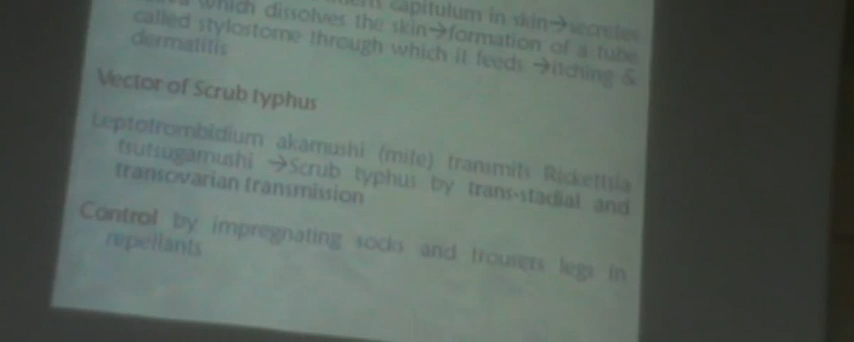 capitulum in skin→secretes
which dissolves the skin→formation of a tube
called stylostome through which it feeds →itching &
dermatitis
Vector of Scrub typhus
Leptotrombidium akamushi (mite) transmits Rickettsia
tsutsugamushi →Scrub typhus by trans-stadial and
transovarian transmission
Control by impregnating socks and trousers legs in
repellants